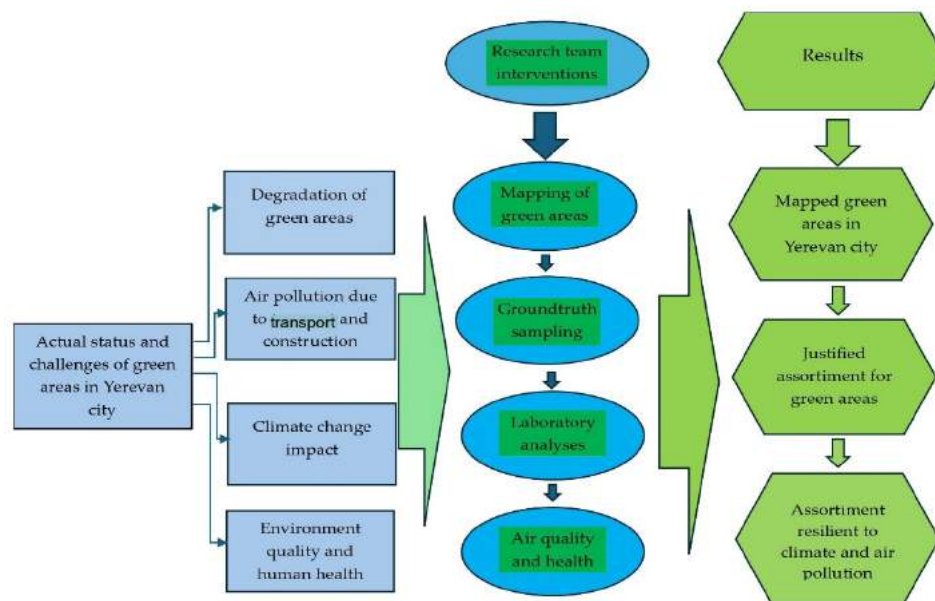 Actual status and
challenges of green
areas in Yerevan
city
Degradation of
green areas
Air pollution due
to transport and
construction
Climate change
impact
Environment
quality and
human health
Research team
interventions
Mapping of
green areas
Groundtruth
sampling
Laboratory
analyses
Air quality
and health
Results
Mapped green
areas in
Yerevan city
Justified
assortment for
green areas
Assortment
resilient to
climate and air
pollution